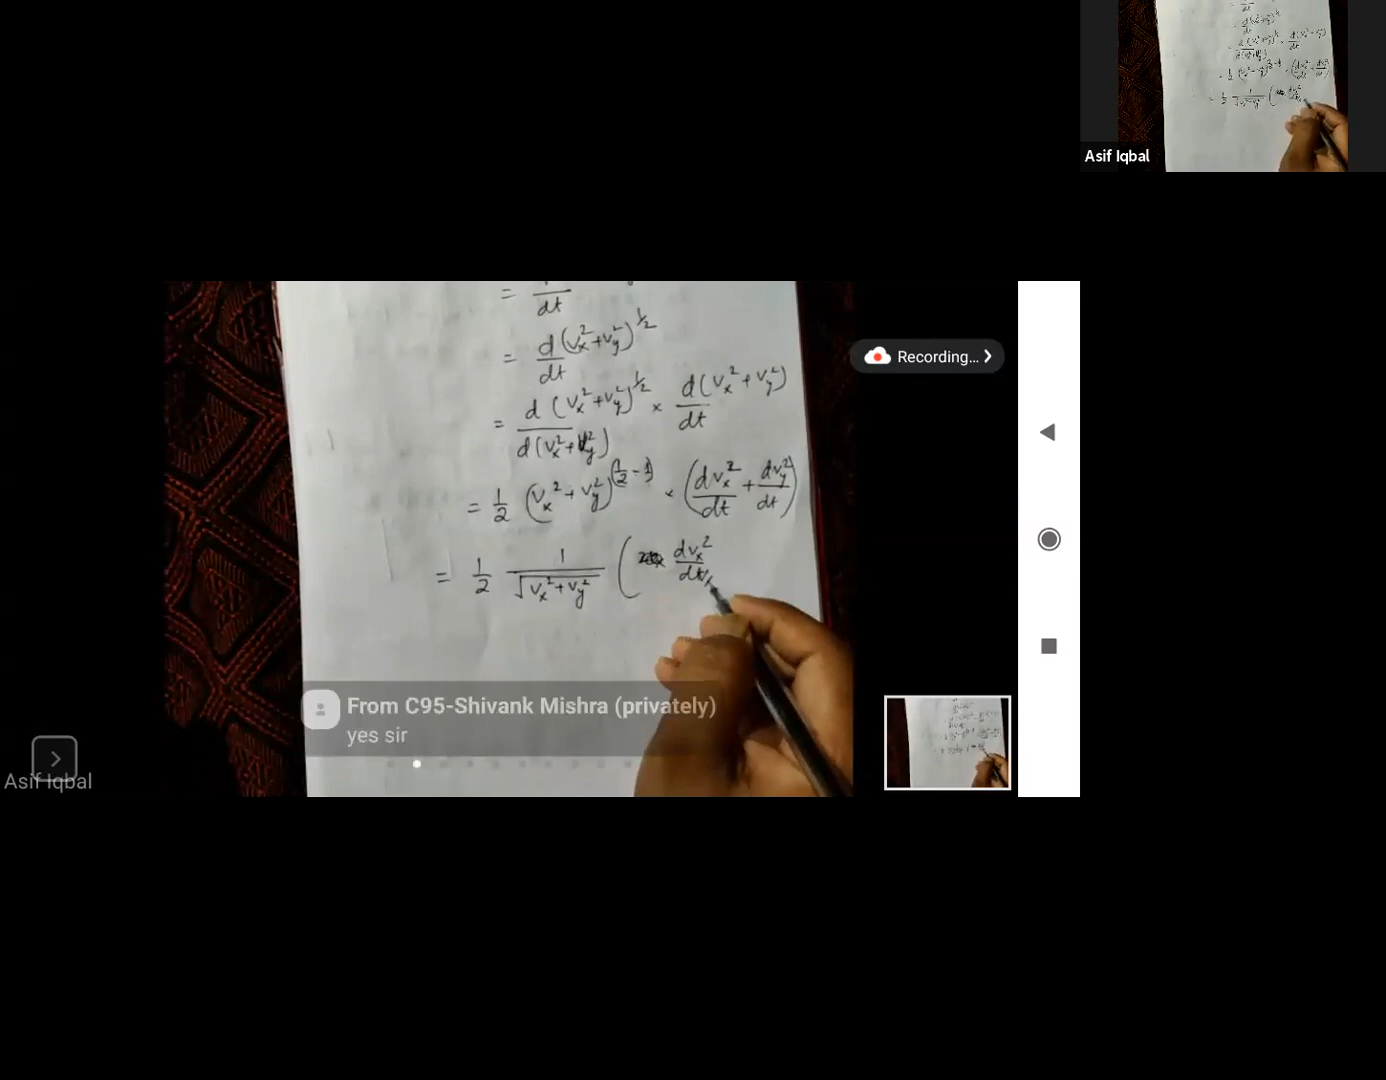 Asif Iqbal
= d/dt
= d/dt (vx² + vy²)^1/2
= d (vx² + vy²)^1/2 / d(vx² + vy²) × d(vx² + vy²)/dt
= 1/2 (vx² + vy²)^(1/2 - 1) × (dvx²/dt + dvy²/dt)
= 1/2 1/√(vx² + vy²) ( dvx²/dt
Recording...
From C95-Shivank Mishra (privately)
yes sir
Asif Iqbal